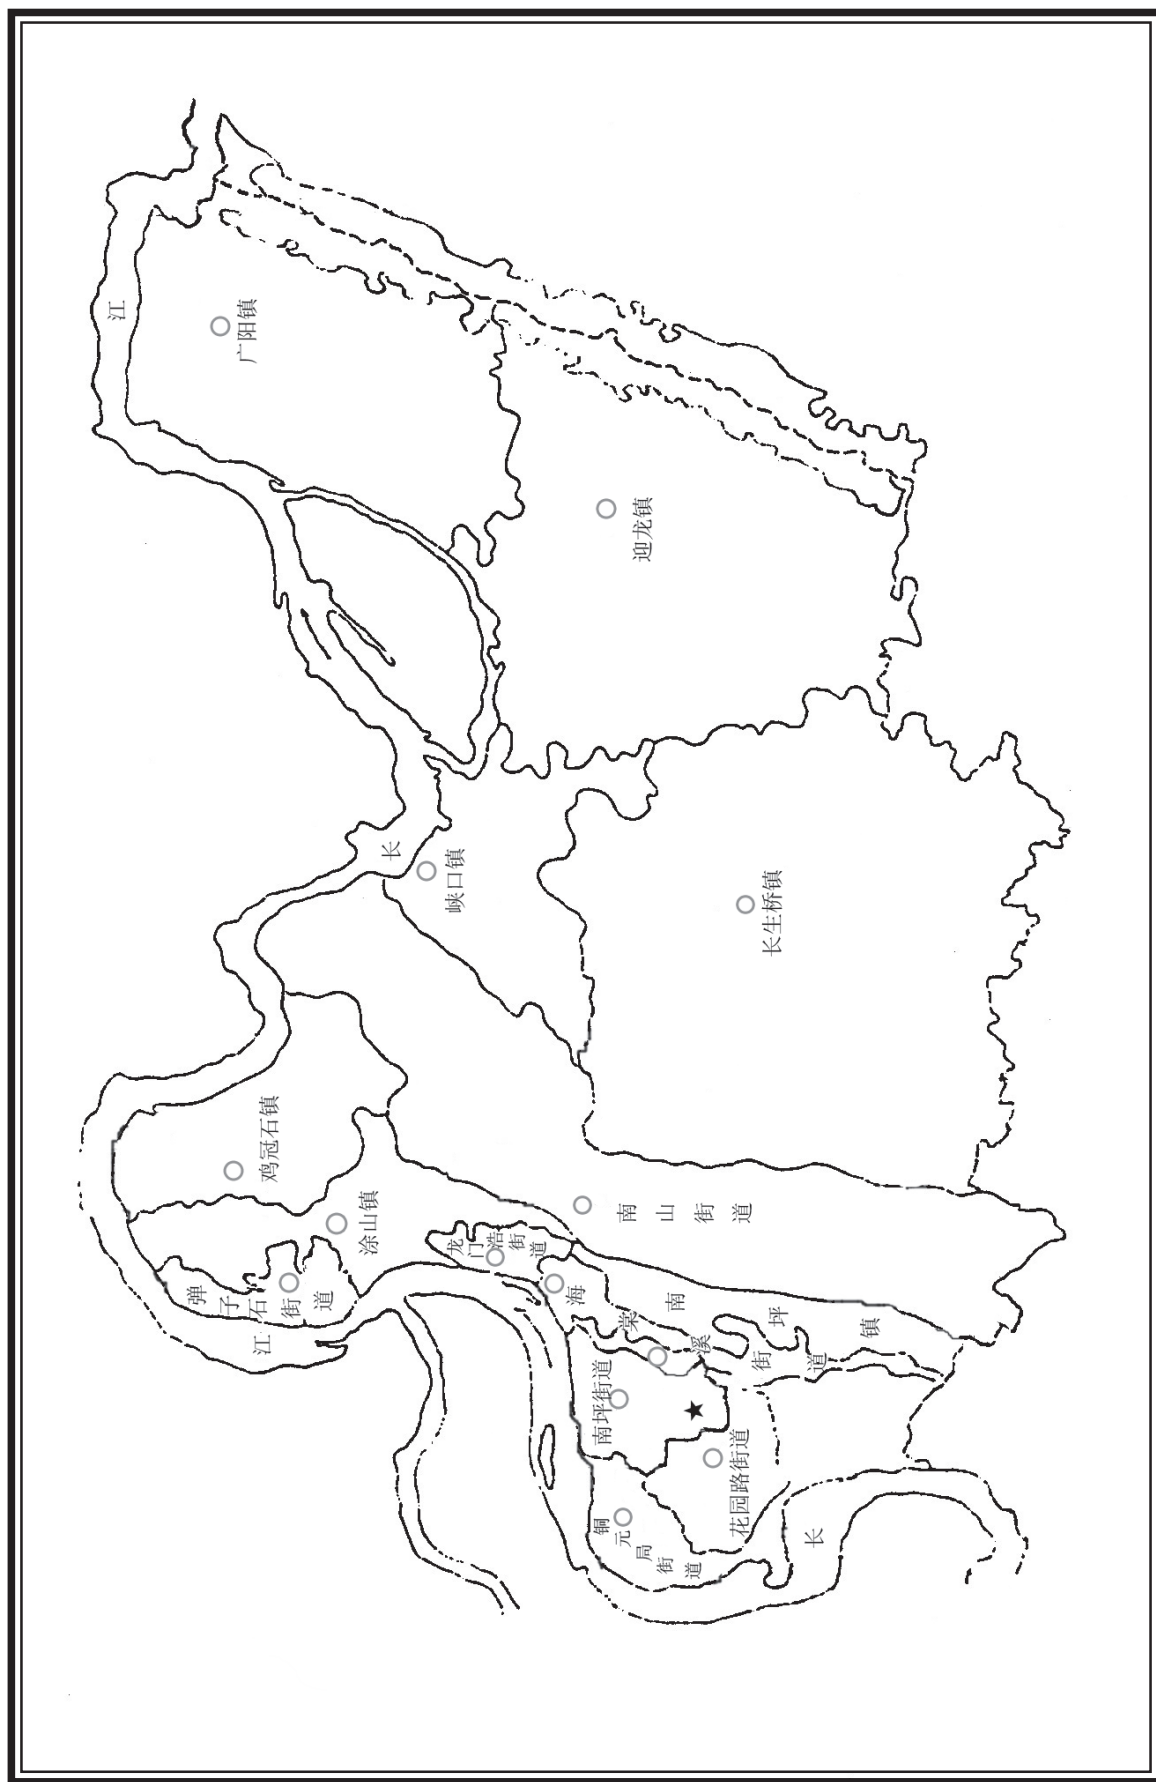 江
广阳镇
迎龙镇
长
峡口镇
长生桥镇
鸡冠石镇
涂山镇
南山街道
龙门浩街道
弹子石街道
江
海棠溪街道
南坪镇
南坪街道
花园路街道
铜元局街道
长